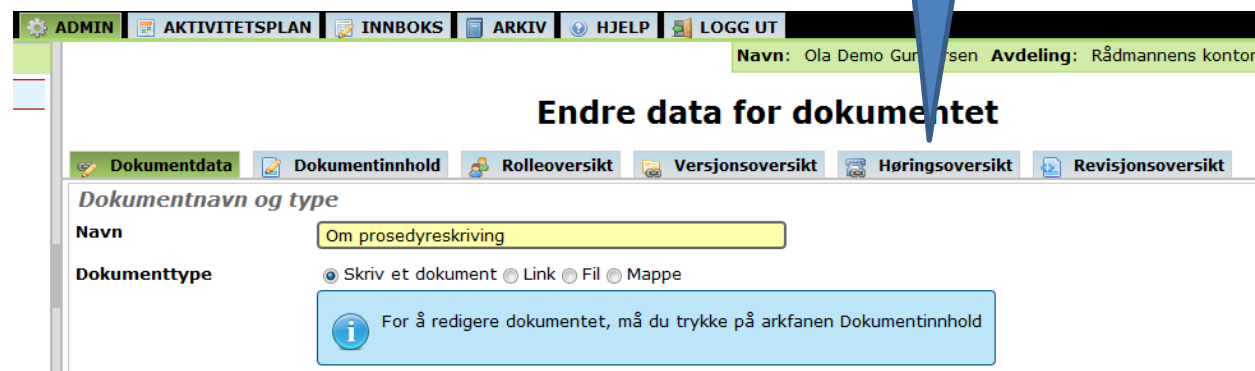 ADMIN AKTIVITETSPLAN INNBOKS ARKIV HJELP LOGG UT
Navn: Ola Demo Avdeling: Rådmannens kontor
Endre data for dokumentet
Dokumentdata Dokumentinnhold Rolleoversikt Versjonsoversikt Høringsoversikt Revisjonsoversikt
Dokumentnavn og type
Navn Om prosedyreskriving
Dokumenttype Skriv et dokument Link Fil Mappe
For å redigere dokumentet, må du trykke på arkfanen Dokumentinnhold